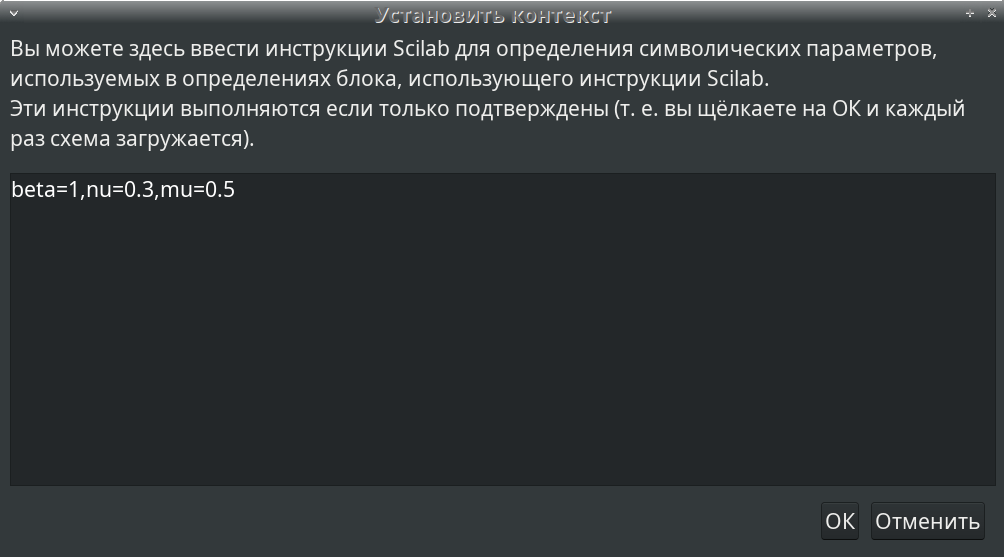 Установить контекст
Вы можете здесь ввести инструкции Scilab для определения символических параметров,
используемых в определениях блока, использующего инструкции Scilab.
Эти инструкции выполняются если только подтверждены (т. е. вы щёлкаете на ОК и каждый
раз схема загружается).
beta=1,nu=0.3,mu=0.5
ОК Отменить